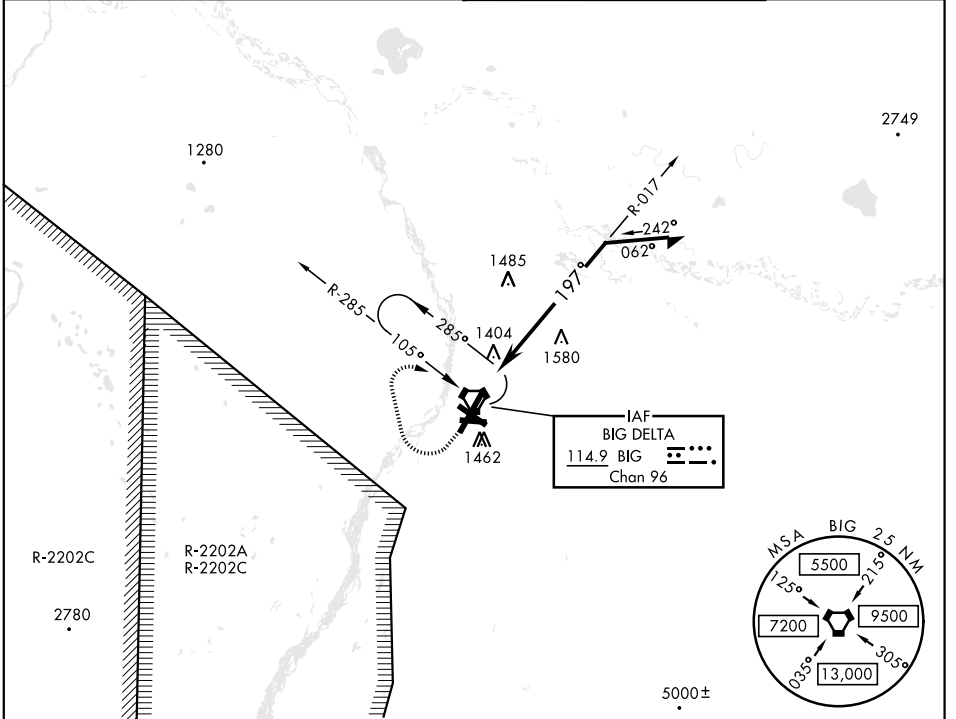 2749
1280
R-017
242°
062°
1485
197°
R-285
285°
1404
105°
1580
IAF
BIG DELTA
114.9 BIG
Chan 96
1462
MSA BIG 25 NM
R-2202C
R-2202A
R-2202C
5500
125°
215°
2780
7200
9500
035°
305°
13,000
5000±